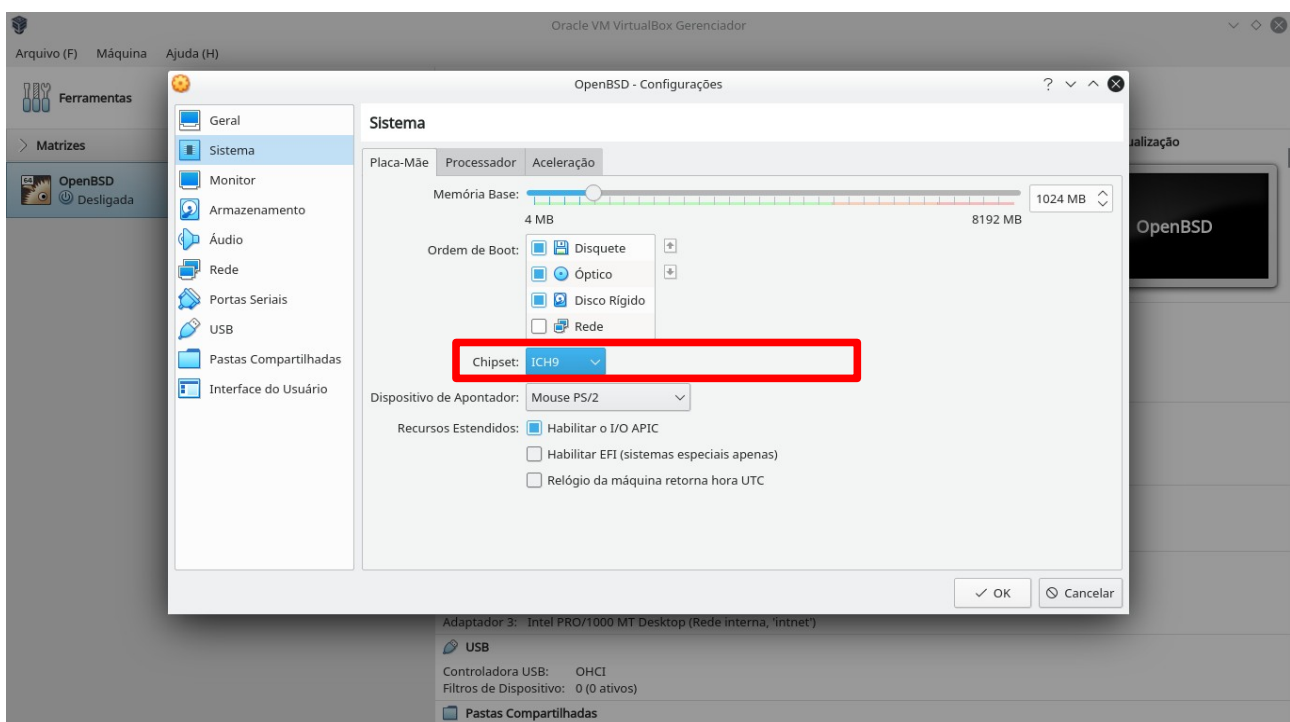 Oracle VM VirtualBox Gerenciador
Arquivo (F) Máquina Ajuda (H)
Ferramentas
Matrizes
64
OpenBSD
Desligada
OpenBSD - Configurações
?
Geral
Sistema
Monitor
Armazenamento
Áudio
Rede
Portas Seriais
USB
Pastas Compartilhadas
Interface do Usuário
Sistema
Placa-Mãe Processador Aceleração
Memória Base: 1024 MB
4 MB 8192 MB
Ordem de Boot: Disquete
Óptico
Disco Rígido
Rede
Chipset: ICH9
Dispositivo de Apontador: Mouse PS/2
Recursos Estendidos: Habilitar o I/O APIC
Habilitar EFI (sistemas especiais apenas)
Relógio da máquina retorna hora UTC
OK Cancelar
OpenBSD
Adaptador 3: Intel PRO/1000 MT Desktop (Rede interna, 'intnet')
USB
Controladora USB: OHCI
Filtros de Dispositivo: 0 (0 ativos)
Pastas Compartilhadas